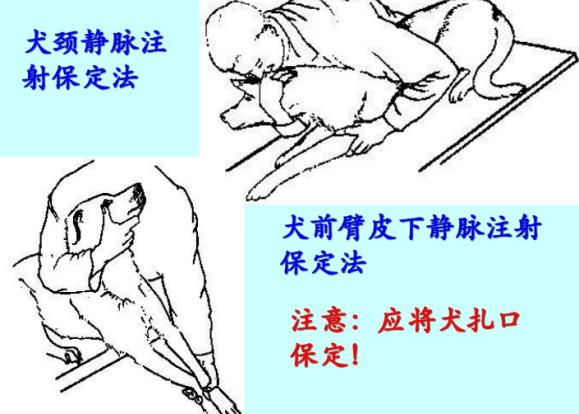 犬颈静脉注
射保定法
犬前臂皮下静脉注射
保定法
注意：应将犬扎口
保定!